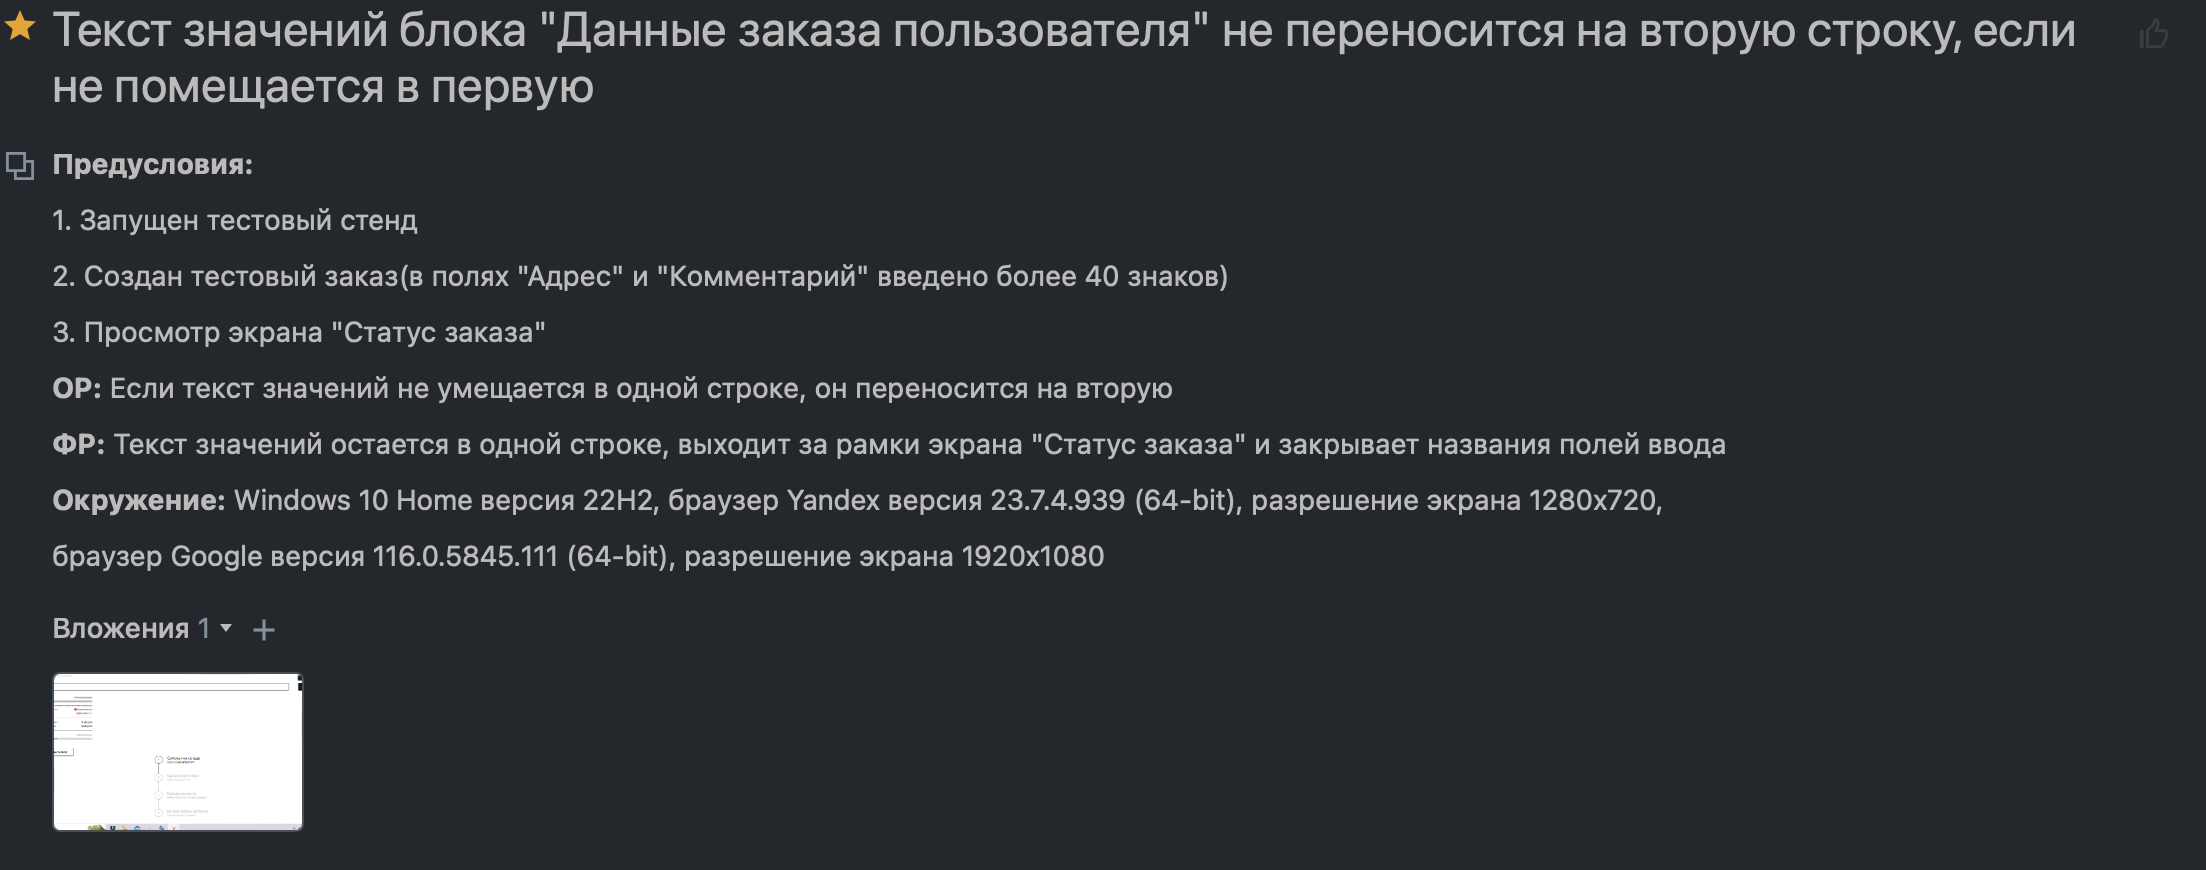 Текст значений блока "Данные заказа пользователя" не переносится на вторую строку, если
не помещается в первую
Предусловия:
1. Запущен тестовый стенд
2. Создан тестовый заказ(в полях "Адрес" и "Комментарий" введено более 40 знаков)
3. Просмотр экрана "Статус заказа"
ОР: Если текст значений не умещается в одной строке, он переносится на вторую
ФР: Текст значений остается в одной строке, выходит за рамки экрана "Статус заказа" и закрывает названия полей ввода
Окружение: Windows 10 Home версия 22H2, браузер Yandex версия 23.7.4.939 (64-bit), разрешение экрана 1280x720,
браузер Google версия 116.0.5845.111 (64-bit), разрешение экрана 1920x1080
Вложения 1